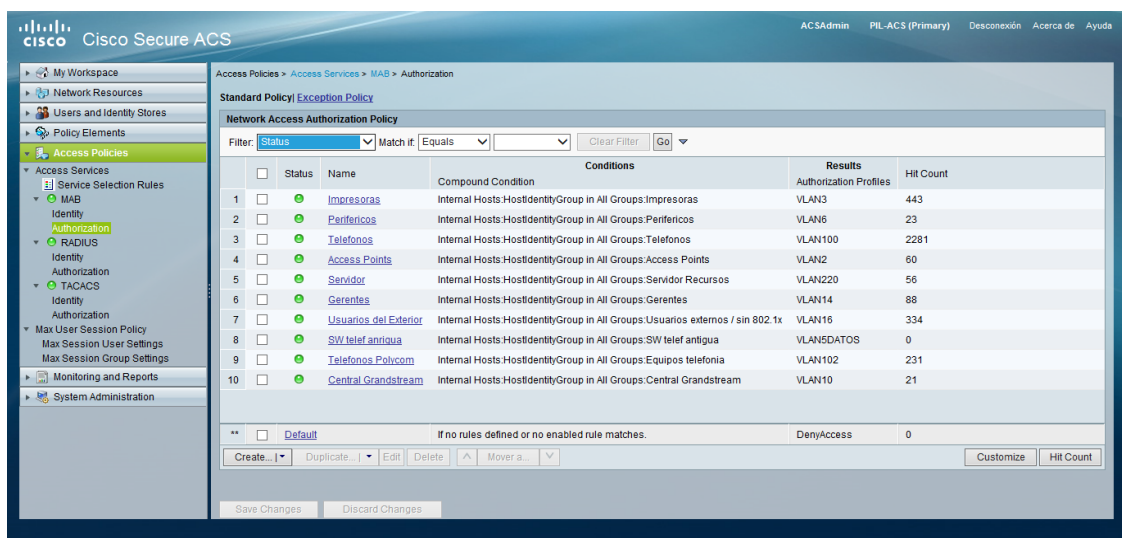 CISCO Cisco Secure ACS
ACSAdmin PIL-ACS (Primary) Desconexión Acerca de Ayuda
My Workspace
Network Resources
Users and Identity Stores
Policy Elements
Access Policies
Access Services
Service Selection Rules
MAB
Identity
Authorization
RADIUS
Identity
Authorization
TACACS
Identity
Authorization
Max User Session Policy
Max Session User Settings
Max Session Group Settings
Monitoring and Reports
System Administration
Access Policies > Access Services > MAB > Authorization
Standard Policy| Exception Policy
Network Access Authorization Policy
Filter: Status Match if: Equals Clear Filter Go
Conditions Results
Status Name Compound Condition Authorization Profiles Hit Count
1 Impresoras Internal Hosts:HostIdentityGroup in All Groups:Impresoras VLAN3 443
2 Perifericos Internal Hosts:HostIdentityGroup in All Groups:Perifericos VLAN6 23
3 Telefonos Internal Hosts:HostIdentityGroup in All Groups:Telefonos VLAN100 2281
4 Access Points Internal Hosts:HostIdentityGroup in All Groups:Access Points VLAN2 60
5 Servidor Internal Hosts:HostIdentityGroup in All Groups:Servidor Recursos VLAN220 56
6 Gerentes Internal Hosts:HostIdentityGroup in All Groups:Gerentes VLAN14 88
7 Usuarios del Exterior Internal Hosts:HostIdentityGroup in All Groups:Usuarios externos / sin 802.1x VLAN16 334
8 SW telef anrigua Internal Hosts:HostIdentityGroup in All Groups:SW telef antigua VLAN5DATOS 0
9 Telefonos Polycom Internal Hosts:HostIdentityGroup in All Groups:Equipos telefonia VLAN102 231
10 Central Grandstream Internal Hosts:HostIdentityGroup in All Groups:Central Grandstream VLAN10 21
** Default If no rules defined or no enabled rule matches. DenyAccess 0
Create... | Duplicate... | Edit Delete Mover a... Customize Hit Count
Save Changes Discard Changes